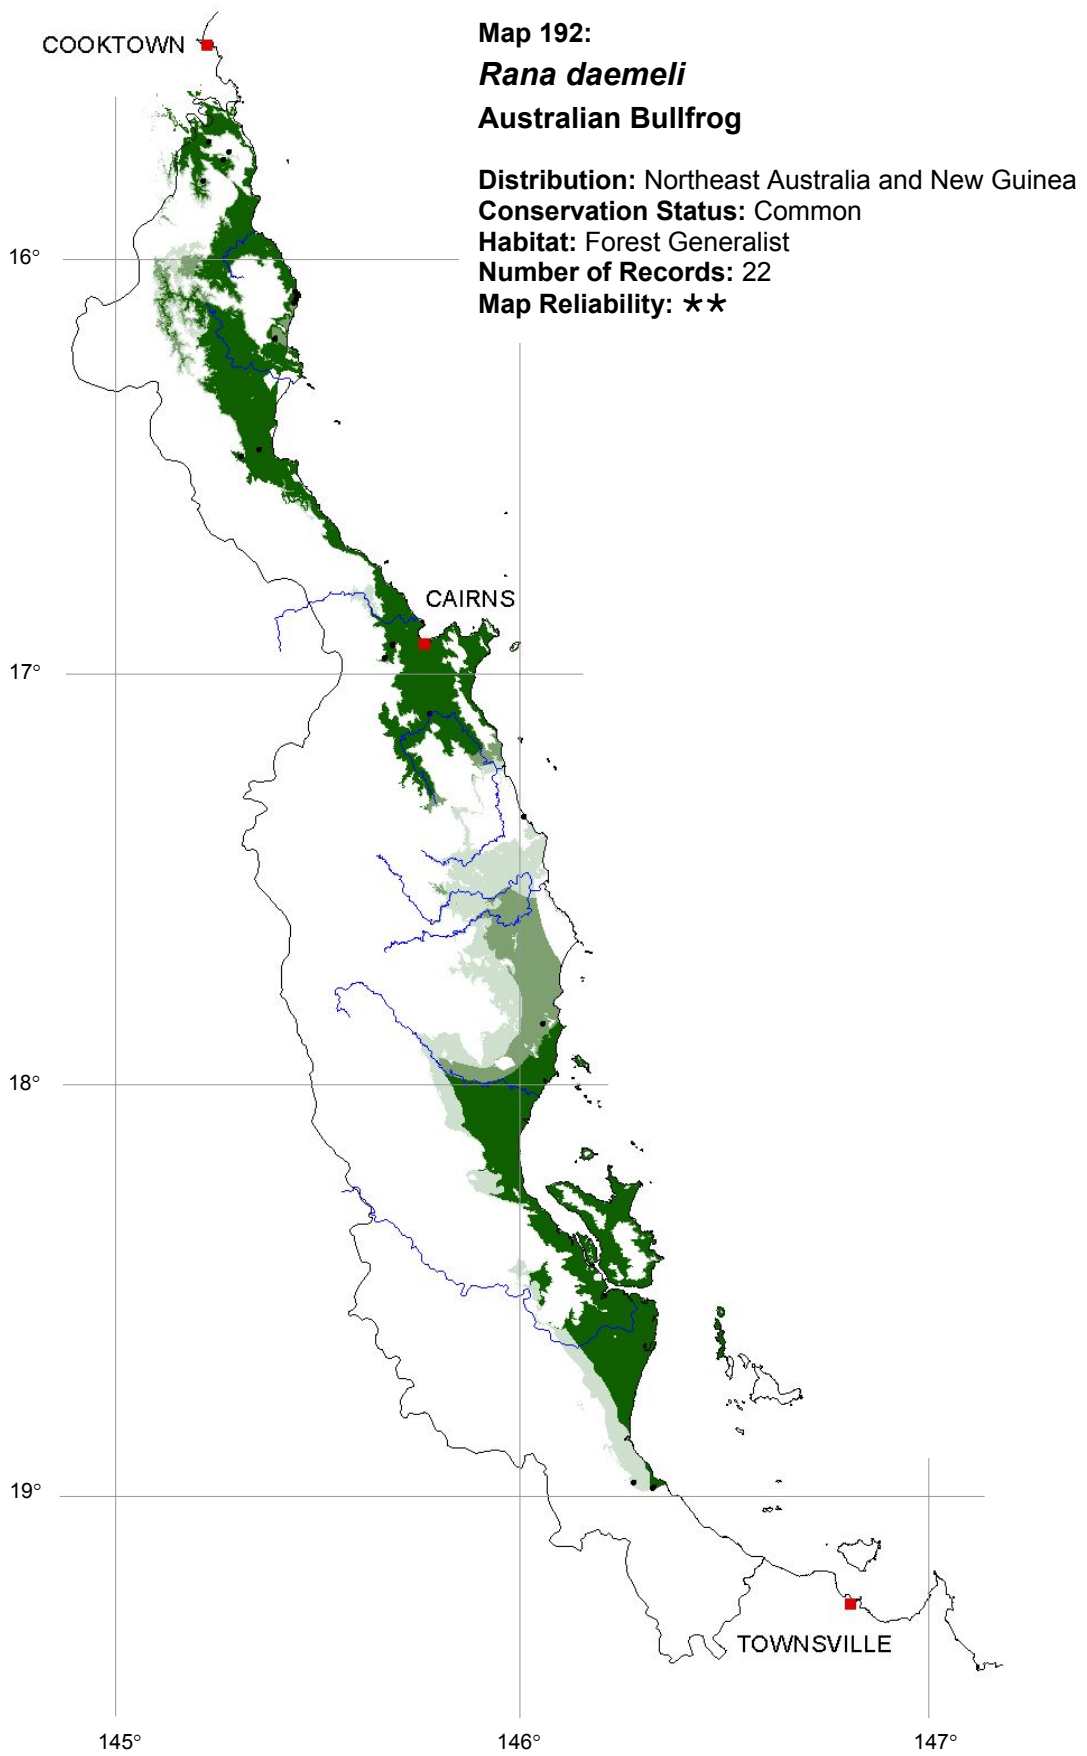 Map 192:
COOKTOWN
Rana daemeli
Australian Bullfrog
Distribution: Northeast Australia and New Guinea
Conservation Status: Common
Habitat: Forest Generalist
Number of Records: 22
Map Reliability: ★★
16°
CAIRNS
17°
18°
19°
TOWNSVILLE
145°
146°
147°